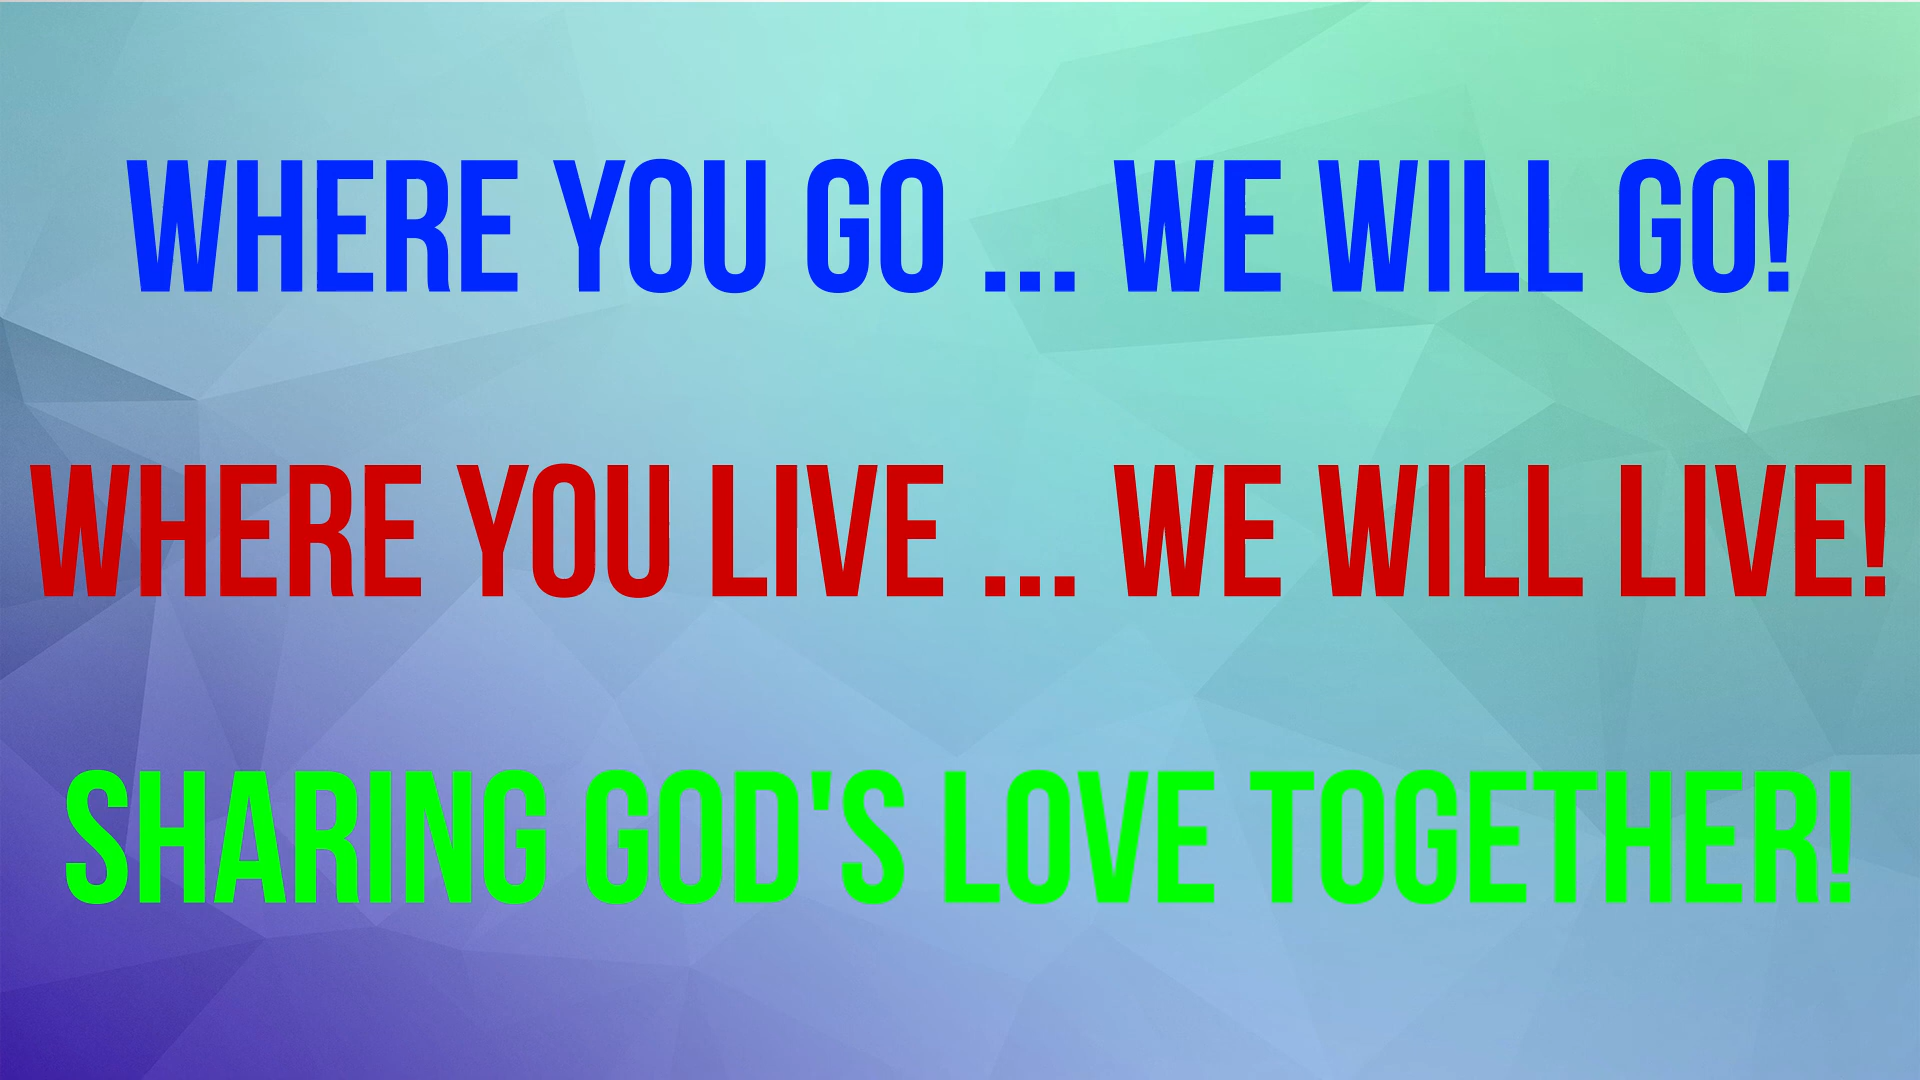 WHERE YOU GO ... WE WILL GO!
WHERE YOU LIVE ... WE WILL LIVE!
SHARING GOD'S LOVE TOGETHER!